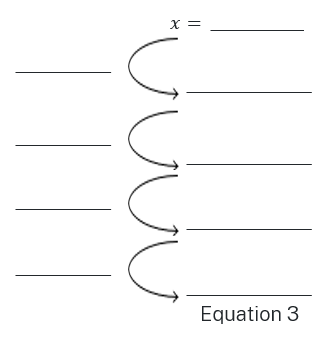 x = 
Equation 3